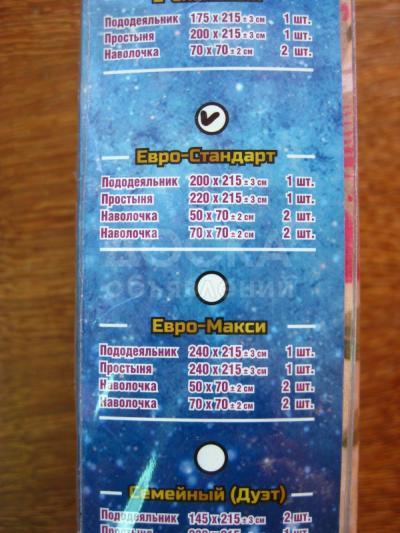 Пододеяльник 175 x 215 ± 3 см 1 шт.
Простыня 200 x 215 ± 3 см 1 шт.
Наволочка 70 x 70 ± 2 см 2 шт.
Евро-Стандарт
Пододеяльник 200 x 215 ± 3 см 1 шт.
Простыня 220 x 215 ± 3 см 1 шт.
Наволочка 50 x 70 ± 2 см 2 шт.
Наволочка 70 x 70 ± 2 см 2 шт.
Доска
Объявлений
Евро-Макси
Пододеяльник 240 x 215 ± 3 см 1 шт.
Простыня 240 x 215 ± 3 см 1 шт.
Наволочка 50 x 70 ± 2 см 2 шт.
Наволочка 70 x 70 ± 2 см 2 шт.
Семейный (Дуэт)
Пододеяльник 145 x 215 ± 3 см 2 шт.
Простыня